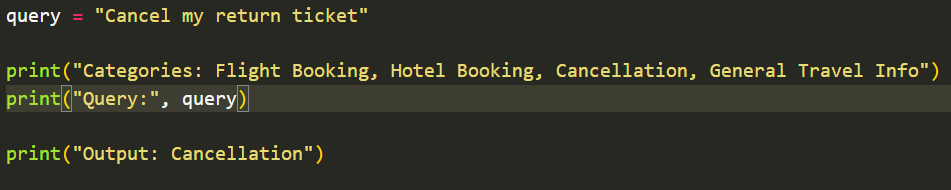 query = "Cancel my return ticket"
print("Categories: Flight Booking, Hotel Booking, Cancellation, General Travel Info")
print("Query:", query)
print("Output: Cancellation")